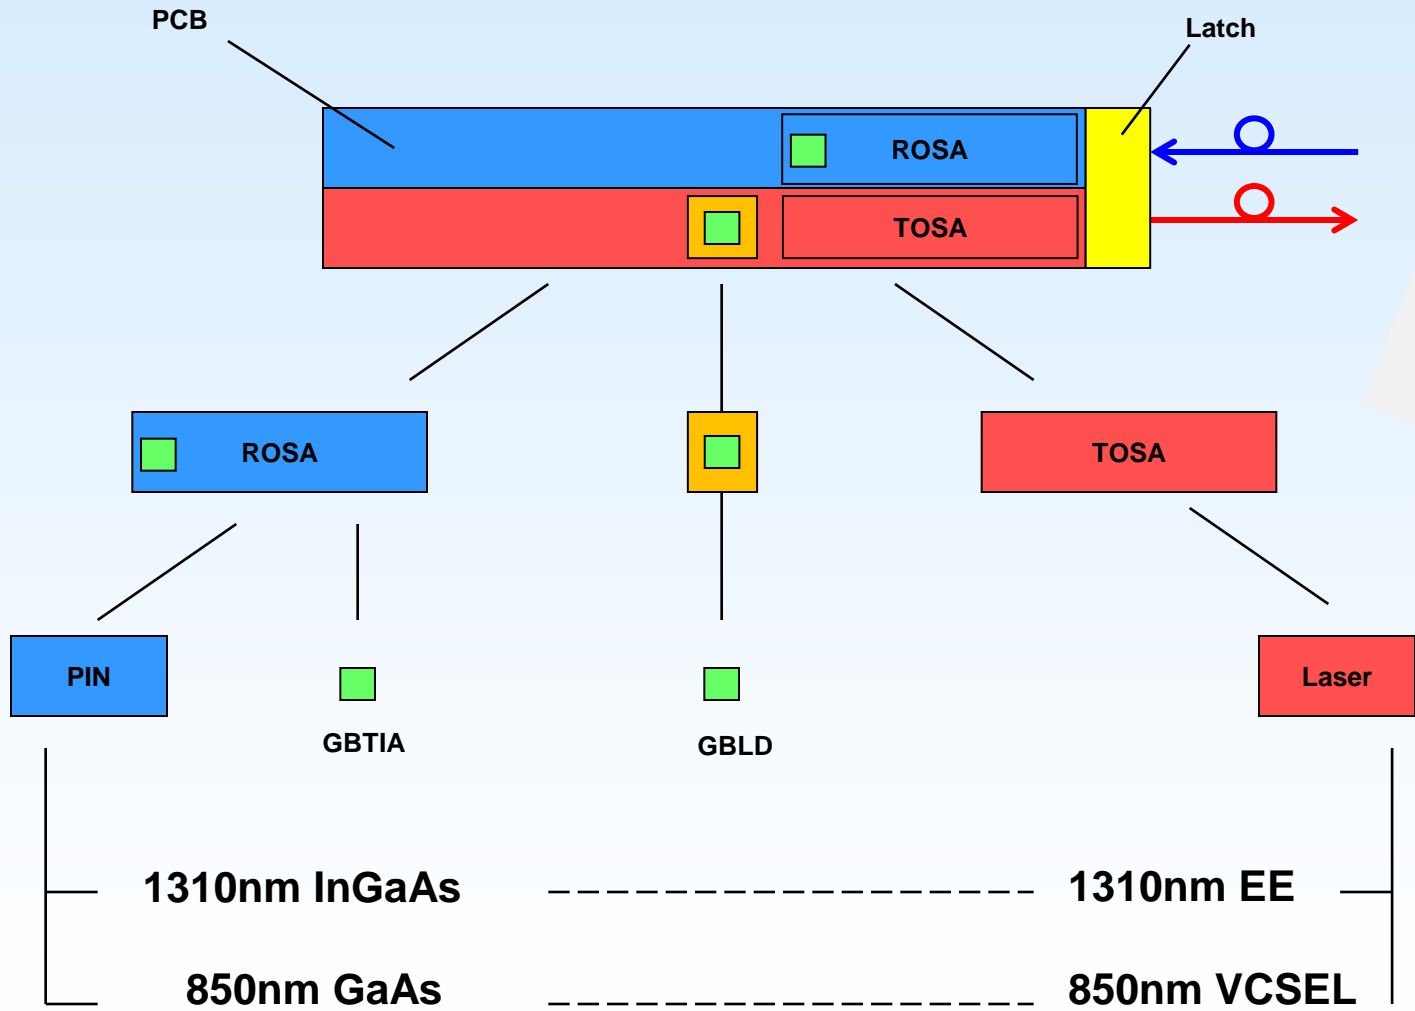 PCB
Latch
ROSA
TOSA
ROSA
TOSA
PIN
Laser
GBTIA
GBLD
1310nm InGaAs
1310nm EE
850nm GaAs
850nm VCSEL